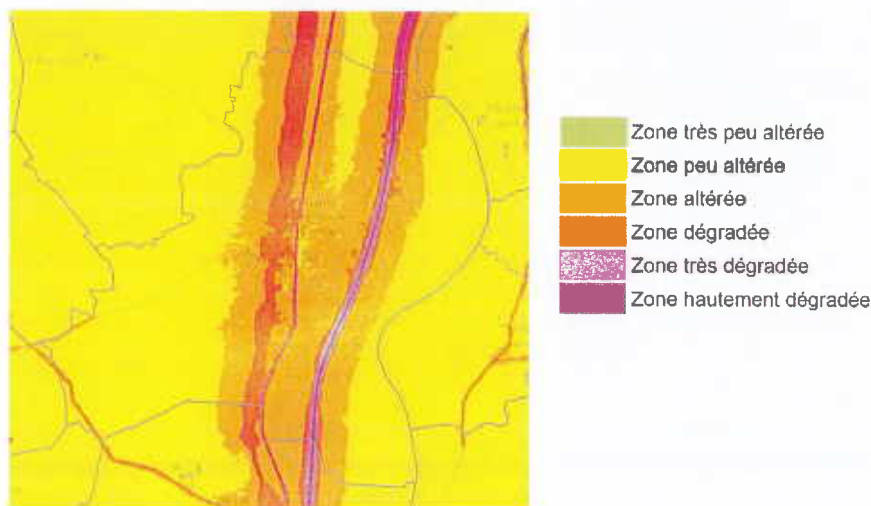 Zone très peu altérée
Zone peu altérée
Zone altérée
Zone dégradée
Zone très dégradée
Zone hautement dégradée